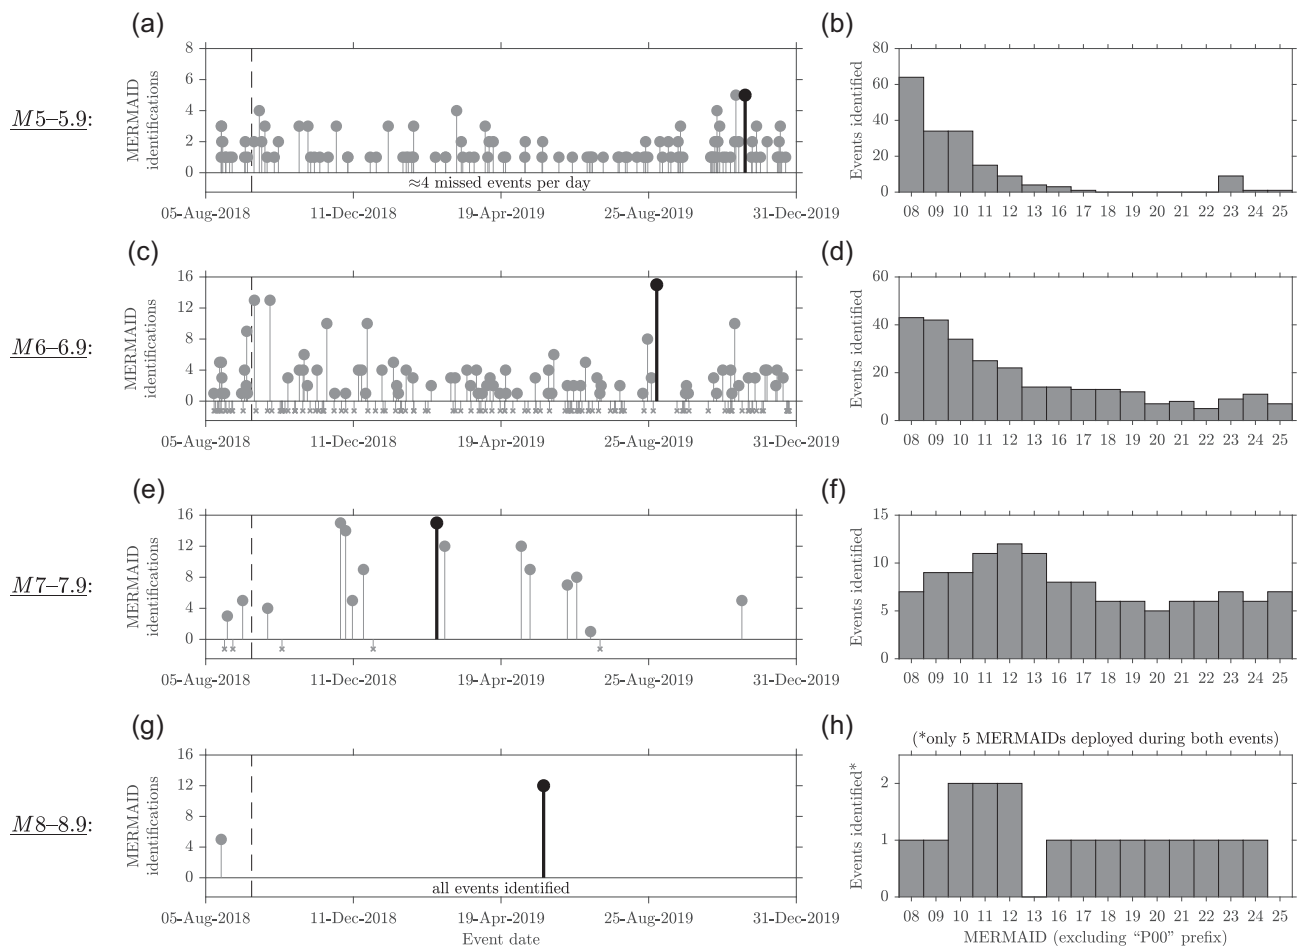 (a)
(b)
M5–5.9:
MERMAID
identifications
8
6
4
2
0
≈4 missed events per day
05-Aug-2018 11-Dec-2018 19-Apr-2019 25-Aug-2019 31-Dec-2019
Events identified
80
60
40
20
0
08 09 10 11 12 13 16 17 18 19 20 21 22 23 24 25
(c)
(d)
M6–6.9:
MERMAID
identifications
16
12
8
4
0
05-Aug-2018 11-Dec-2018 19-Apr-2019 25-Aug-2019 31-Dec-2019
Events identified
60
40
20
0
08 09 10 11 12 13 16 17 18 19 20 21 22 23 24 25
(e)
(f)
M7–7.9:
MERMAID
identifications
16
12
8
4
0
05-Aug-2018 11-Dec-2018 19-Apr-2019 25-Aug-2019 31-Dec-2019
Events identified
15
10
5
0
08 09 10 11 12 13 16 17 18 19 20 21 22 23 24 25
(g)
(h)
M8–8.9:
MERMAID
identifications
16
12
8
4
0
all events identified
05-Aug-2018 11-Dec-2018 19-Apr-2019 25-Aug-2019 31-Dec-2019
Event date
(*only 5 MERMAIDs deployed during both events)
Events identified*
2
1
0
08 09 10 11 12 13 16 17 18 19 20 21 22 23 24 25
MERMAID (excluding “P00” prefix)